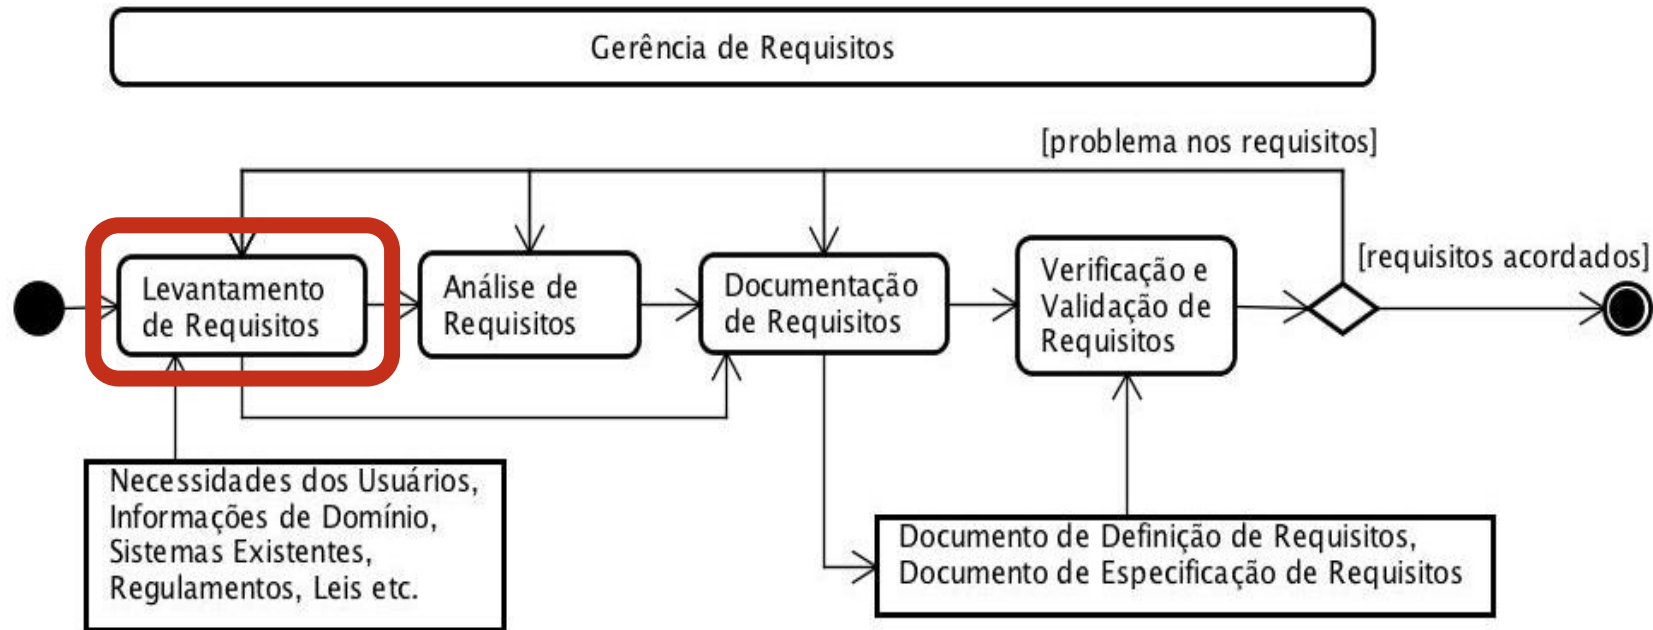 Gerência de Requisitos
[problema nos requisitos]
[requisitos acordados]
Levantamento
de Requisitos
Análise de
Requisitos
Documentação
de Requisitos
Verificação e
Validação de
Requisitos
Necessidades dos Usuários,
Informações de Domínio,
Sistemas Existentes,
Regulamentos, Leis etc.
Documento de Definição de Requisitos,
Documento de Especificação de Requisitos